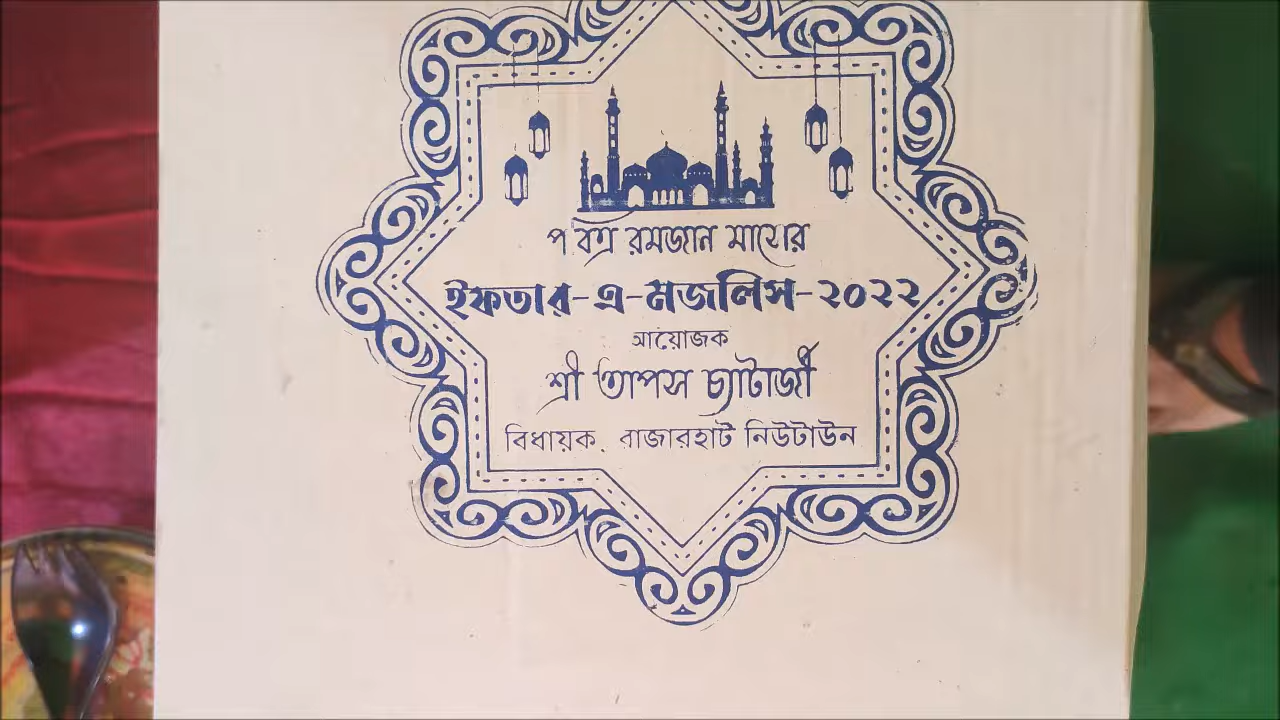 পবিত্র রমজান মাসের
ইফতার-এ-মজলিস-২০২২
আয়োজক
শ্রী তাপস চ্যাটার্জী
বিধায়ক, রাজারহাট নিউটাউন